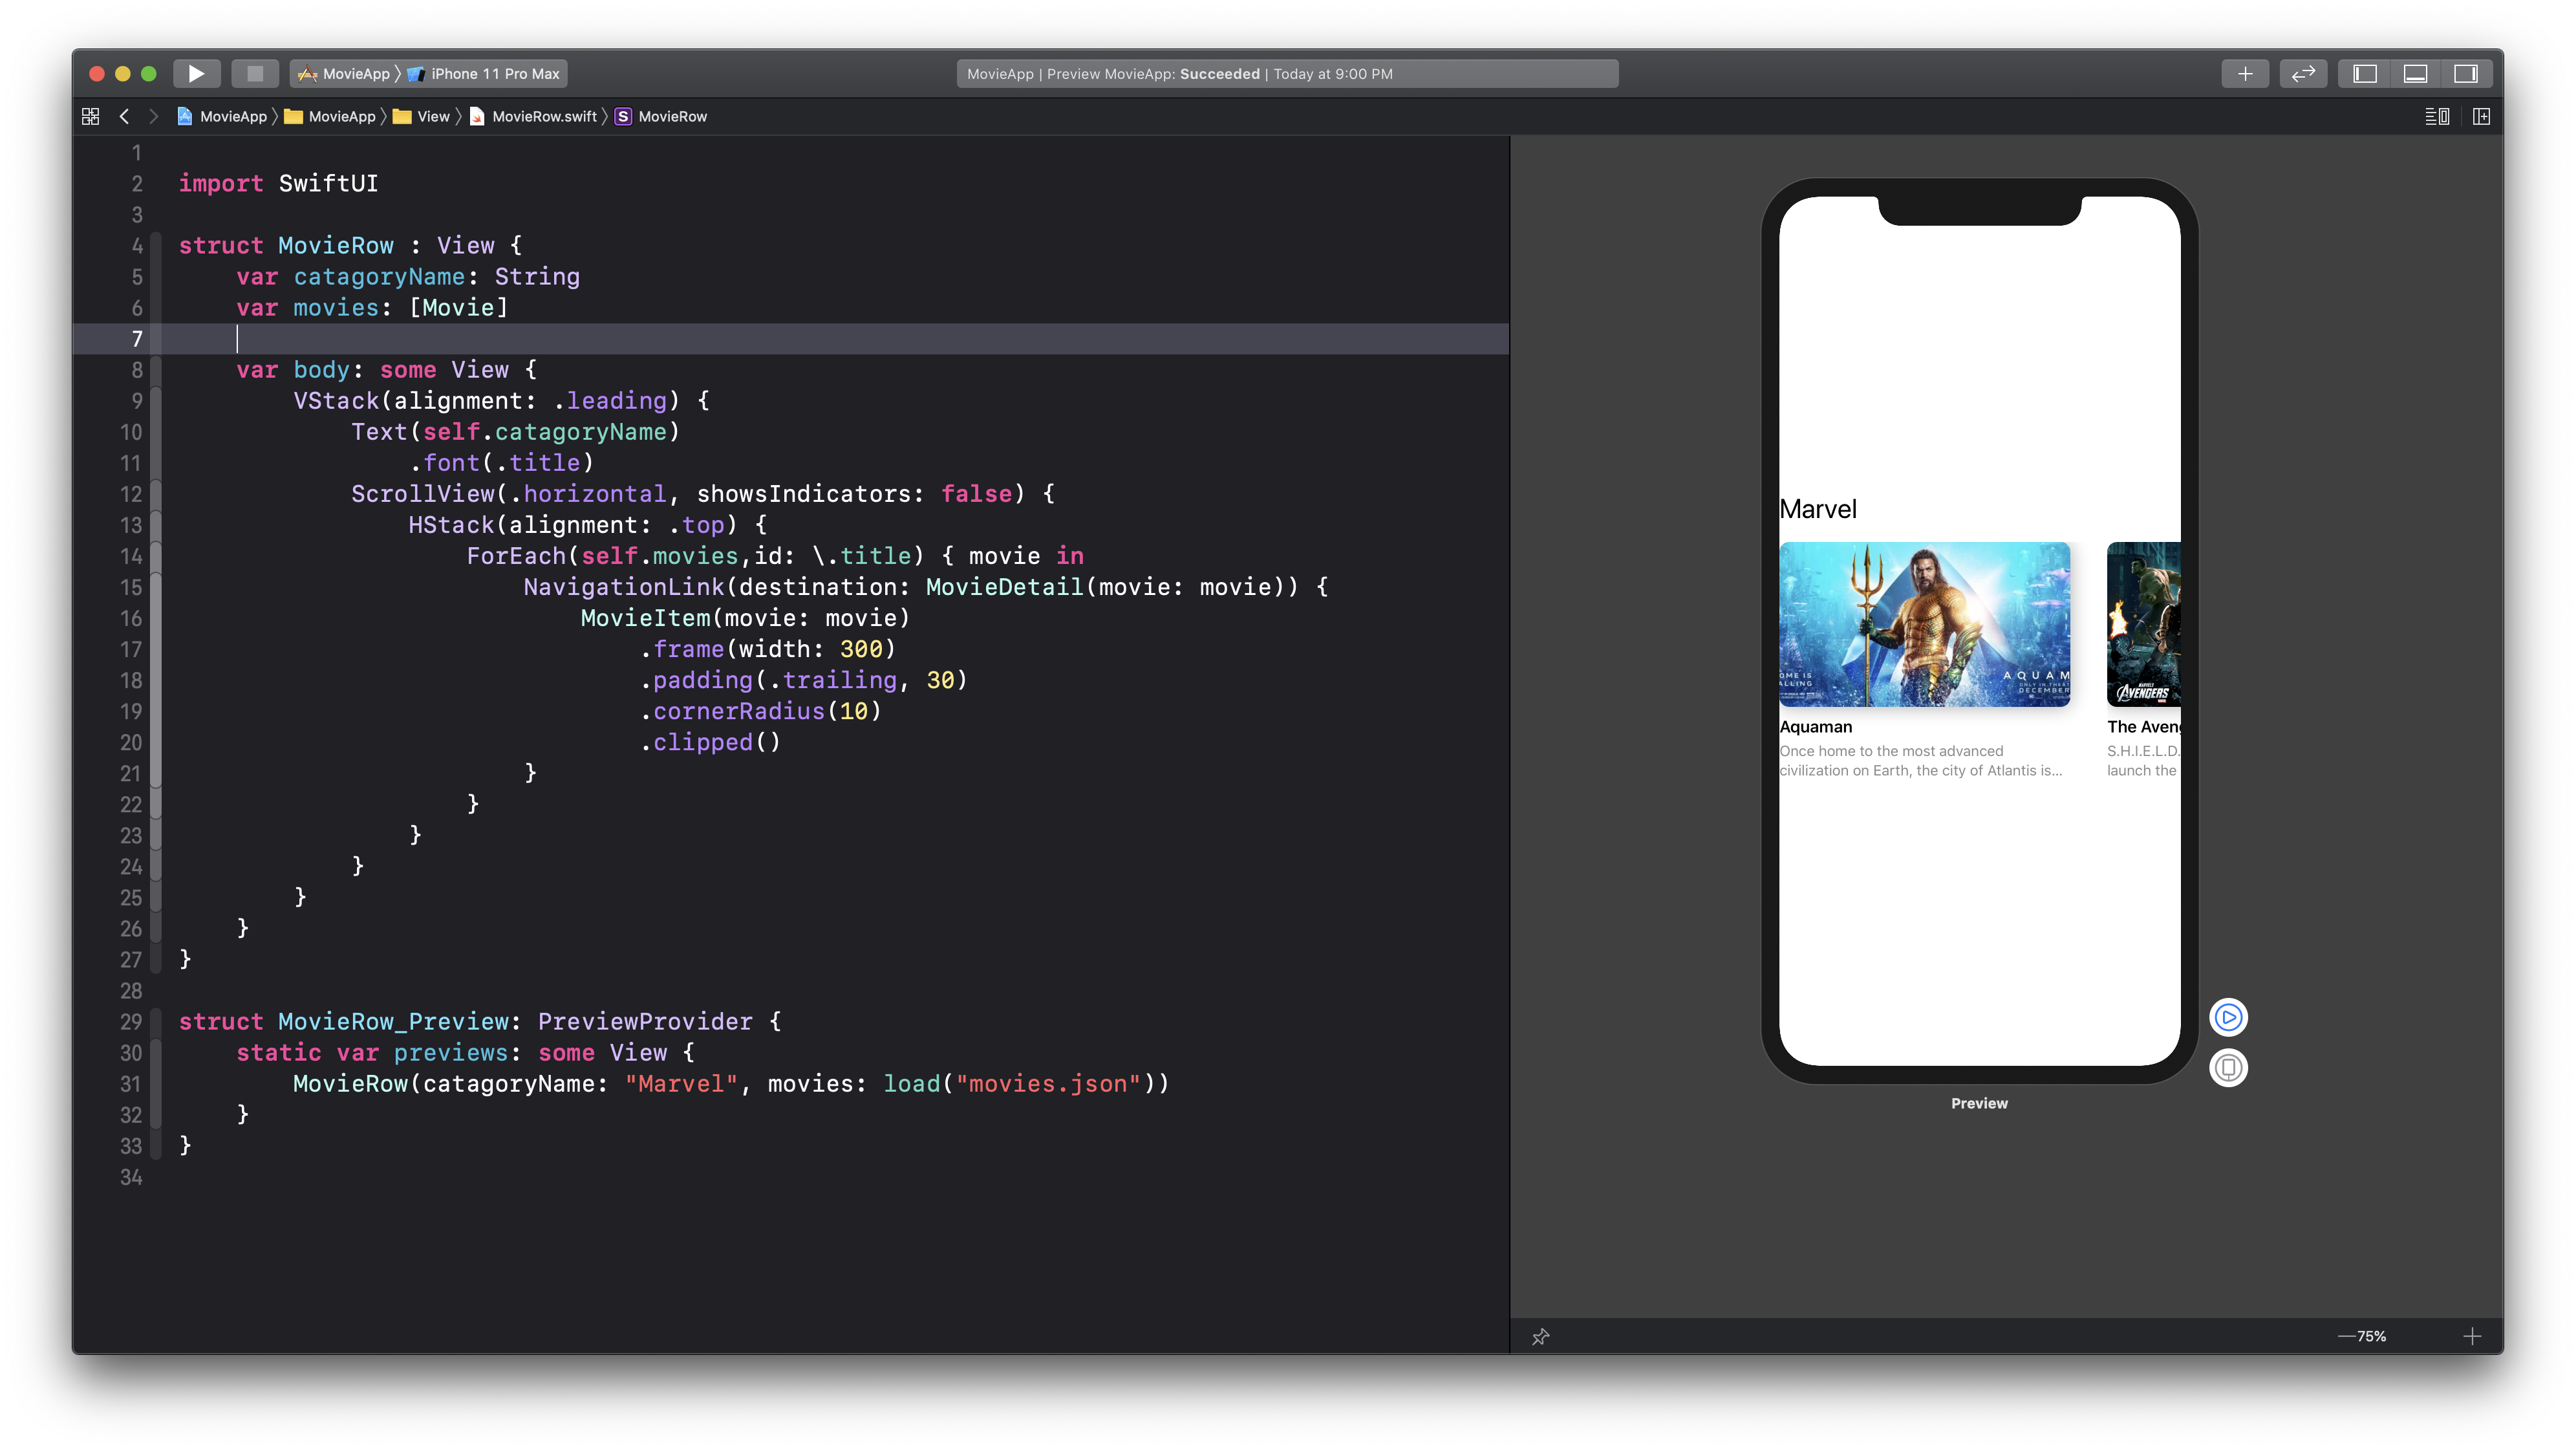 MovieApp 〉 iPhone 11 Pro Max
MovieApp | Preview MovieApp: Succeeded | Today at 9:00 PM
MovieApp 〉 MovieApp 〉 View 〉 MovieRow.swift 〉 S MovieRow
1
2 import SwiftUI
3
4 struct MovieRow : View {
5 var catagoryName: String
6 var movies: [Movie]
7
8 var body: some View {
9 VStack(alignment: .leading) {
10 Text(self.catagoryName)
11 .font(.title)
12 ScrollView(.horizontal, showsIndicators: false) {
13 HStack(alignment: .top) {
14 ForEach(self.movies,id: \.title) { movie in
15 NavigationLink(destination: MovieDetail(movie: movie)) {
16 MovieItem(movie: movie)
17 .frame(width: 300)
18 .padding(.trailing, 30)
19 .cornerRadius(10)
20 .clipped()
21 }
22 }
23 }
24 }
25 }
26 }
27 }
28
29 struct MovieRow_Preview: PreviewProvider {
30 static var previews: some View {
31 MovieRow(catagoryName: "Marvel", movies: load("movies.json"))
32 }
33 }
34
Marvel
OME IS
ALLING
AQUAM
ONLY IN THEAT
DECEMBER
AVENGERS
Aquaman
Once home to the most advanced
civilization on Earth, the city of Atlantis is...
The Aven
S.H.I.E.L.D.
launch the
Preview
75%